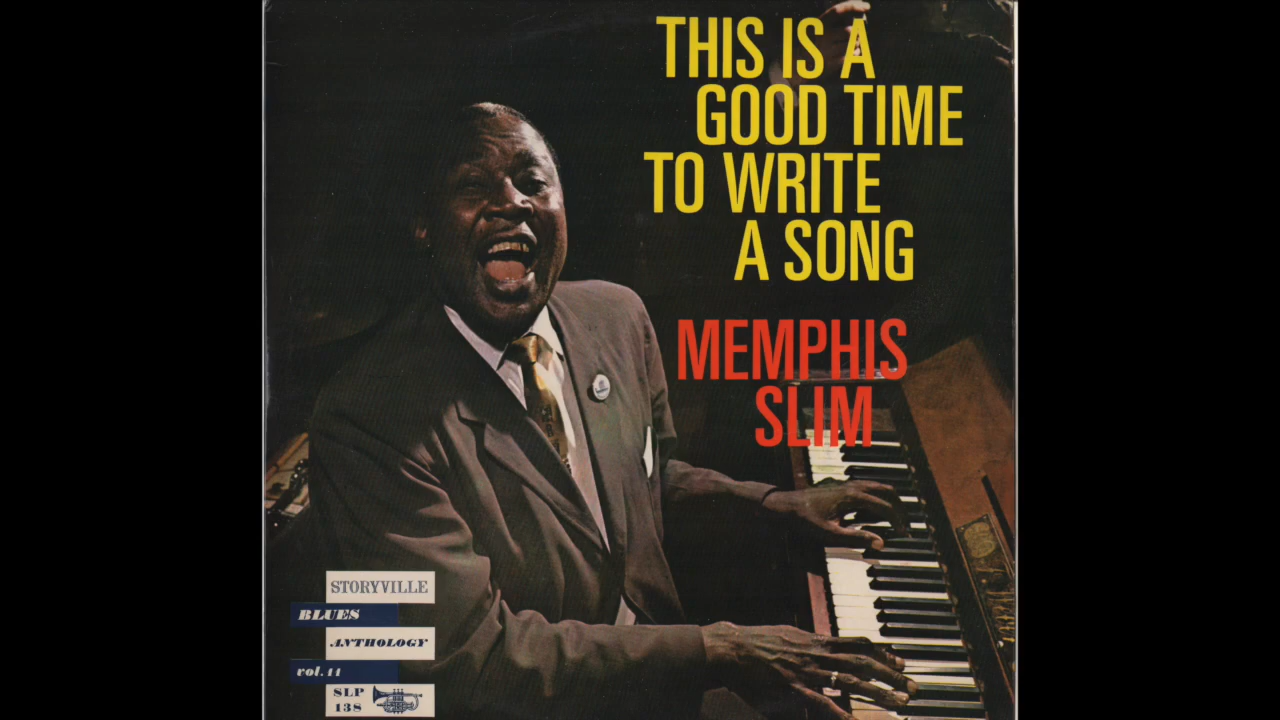 THIS IS A
GOOD TIME
TO WRITE
A SONG
MEMPHIS
SLIM
STORYVILLE
BLUES
ANTHOLOGY
vol. 11
SLP
138